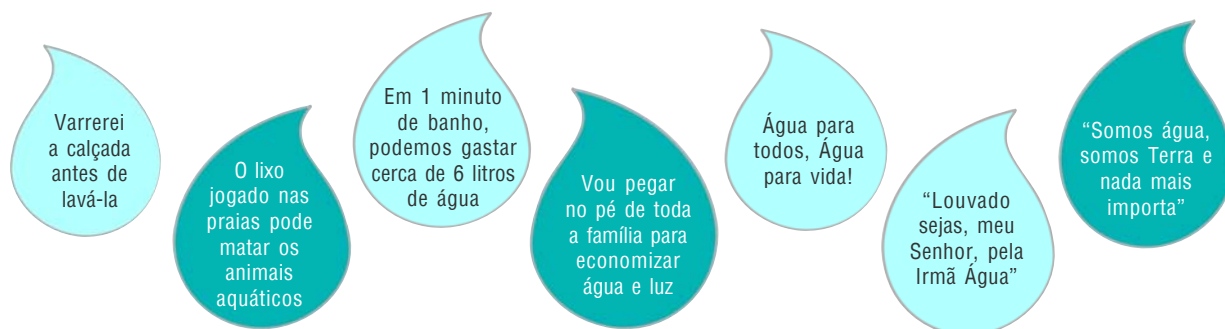 Varrerei
a calçada
antes de
lavá-la
O lixo
jogado nas
praias pode
matar os
animais
aquáticos
Em 1 minuto
de banho,
podemos gastar
cerca de 6 litros
de água
Vou pegar
no pé de toda
a família para
economizar
água e luz
Água para
todos, Água
para vida!
“Louvado
sejas, meu
Senhor, pela
Irmã Água”
“Somos água,
somos Terra e
nada mais
importa”